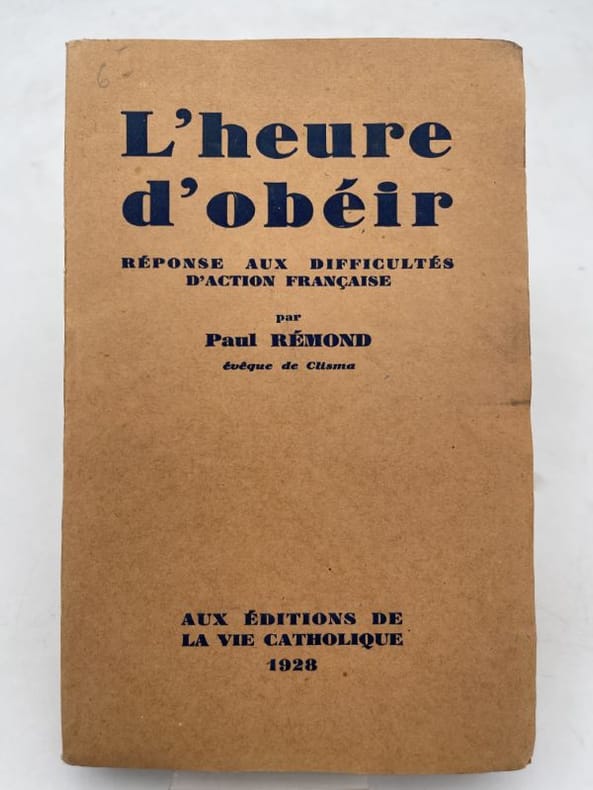 6
L'heure
d'obéir
RÉPONSE AUX DIFFICULTÉS
D'ACTION FRANÇAISE
par
Paul RÉMOND
évêque de Clisma
AUX ÉDITIONS DE
LA VIE CATHOLIQUE
1928